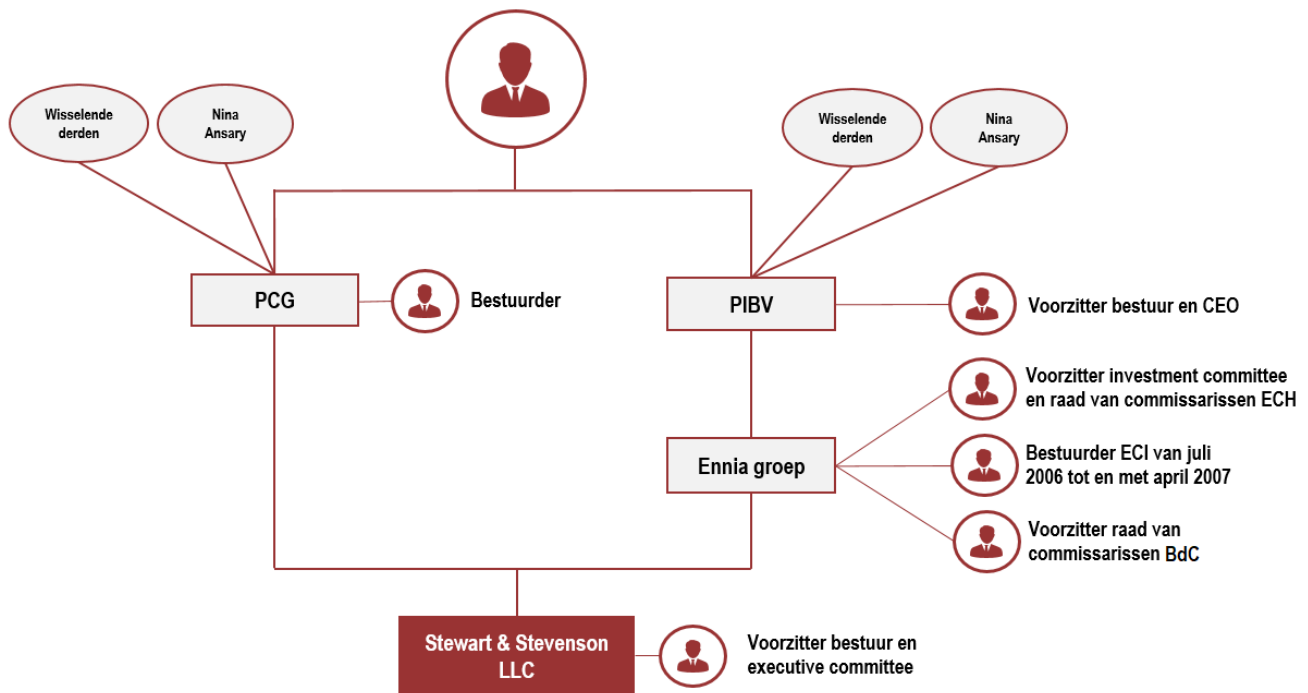 Wisselende
derden
Nina
Ansary
Wisselende
derden
Nina
Ansary
PCG
Bestuurder
PIBV
Voorzitter bestuur en CEO
Voorzitter investment committee
en raad van commissarissen ECH
Ennia groep
Bestuurder ECI van juli
2006 tot en met april 2007
Voorzitter raad van
commissarissen BdC
Stewart & Stevenson
LLC
Voorzitter bestuur en
executive committee